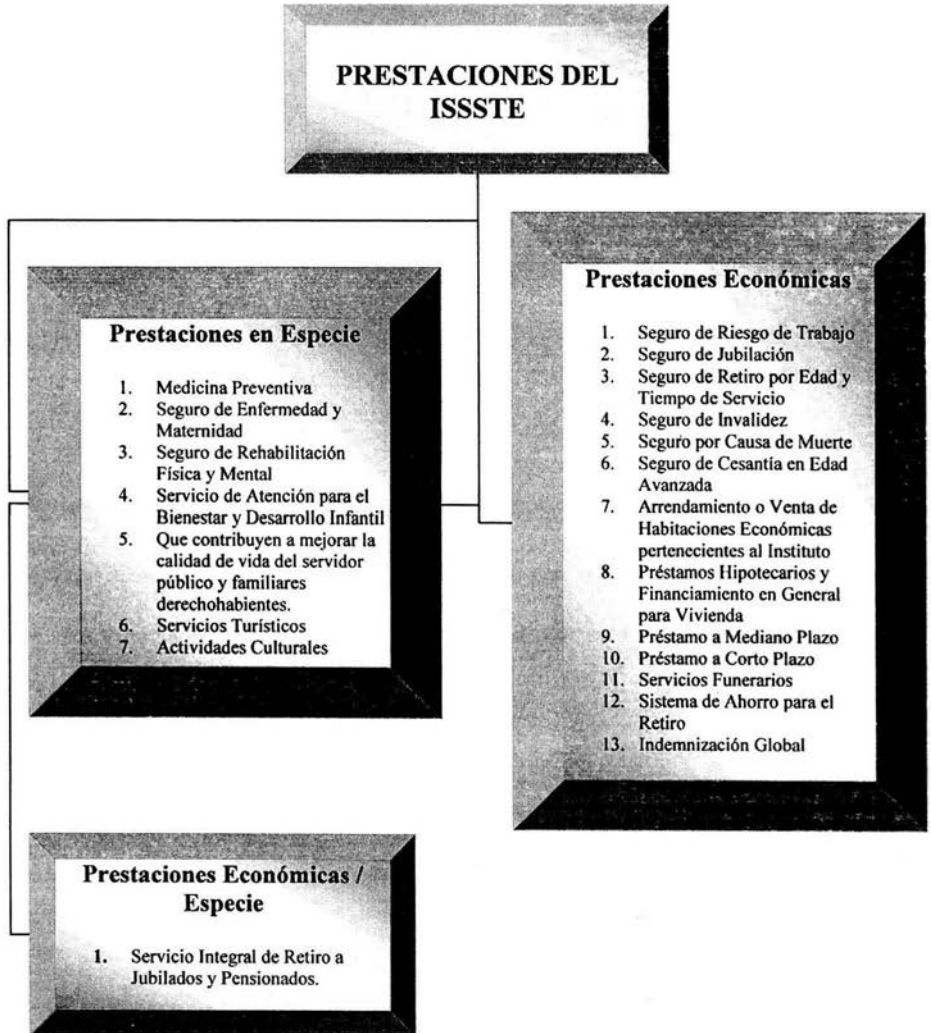 PRESTACIONES DEL
ISSSTE
Prestaciones en Especie
1. Medicina Preventiva
2. Seguro de Enfermedad y
Maternidad
3. Seguro de Rehabilitación
Física y Mental
4. Servicio de Atención para el
Bienestar y Desarrollo Infantil
5. Que contribuyen a mejorar la
calidad de vida del servidor
público y familiares
derechohabientes.
6. Servicios Turísticos
7. Actividades Culturales
Prestaciones Económicas
1. Seguro de Riesgo de Trabajo
2. Seguro de Jubilación
3. Seguro de Retiro por Edad y
Tiempo de Servicio
4. Seguro de Invalidez
5. Seguro por Causa de Muerte
6. Seguro de Cesantía en Edad
Avanzada
7. Arrendamiento o Venta de
Habitaciones Económicas
pertenecientes al Instituto
8. Préstamos Hipotecarios y
Financiamiento en General
para Vivienda
9. Préstamo a Mediano Plazo
10. Préstamo a Corto Plazo
11. Servicios Funerarios
12. Sistema de Ahorro para el
Retiro
13. Indemnización Global
Prestaciones Económicas /
Especie
1. Servicio Integral de Retiro a
Jubilados y Pensionados.